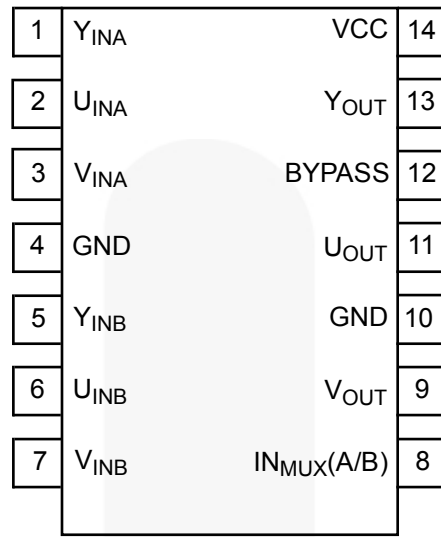 1 YINA VCC 14
2 UINA YOUT 13
3 VINA BYPASS 12
4 GND UOUT 11
5 YINB GND 10
6 UINB VOUT 9
7 VINB INMUX(A/B) 8